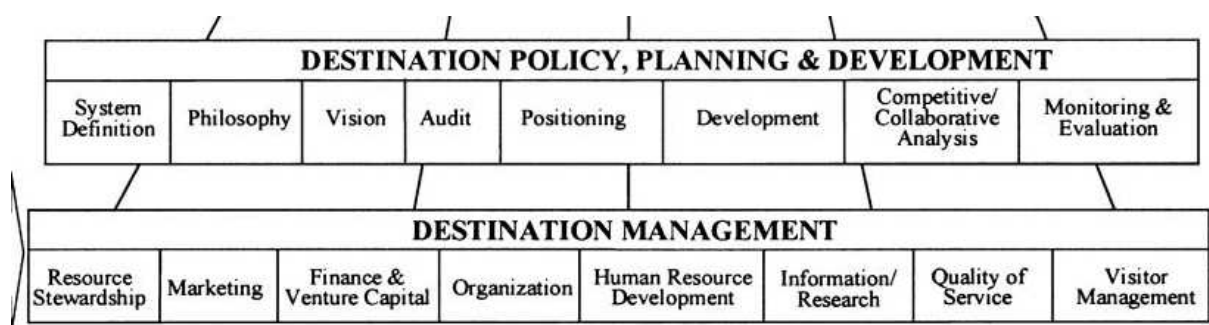 DESTINATION POLICY, PLANNING & DEVELOPMENT
System
Definition
Philosophy
Vision
Audit
Positioning
Development
Competitive/
Collaborative
Analysis
Monitoring &
Evaluation
DESTINATION MANAGEMENT
Resource
Stewardship
Marketing
Finance &
Venture Capital
Organization
Human Resource
Development
Information/
Research
Quality of
Service
Visitor
Management